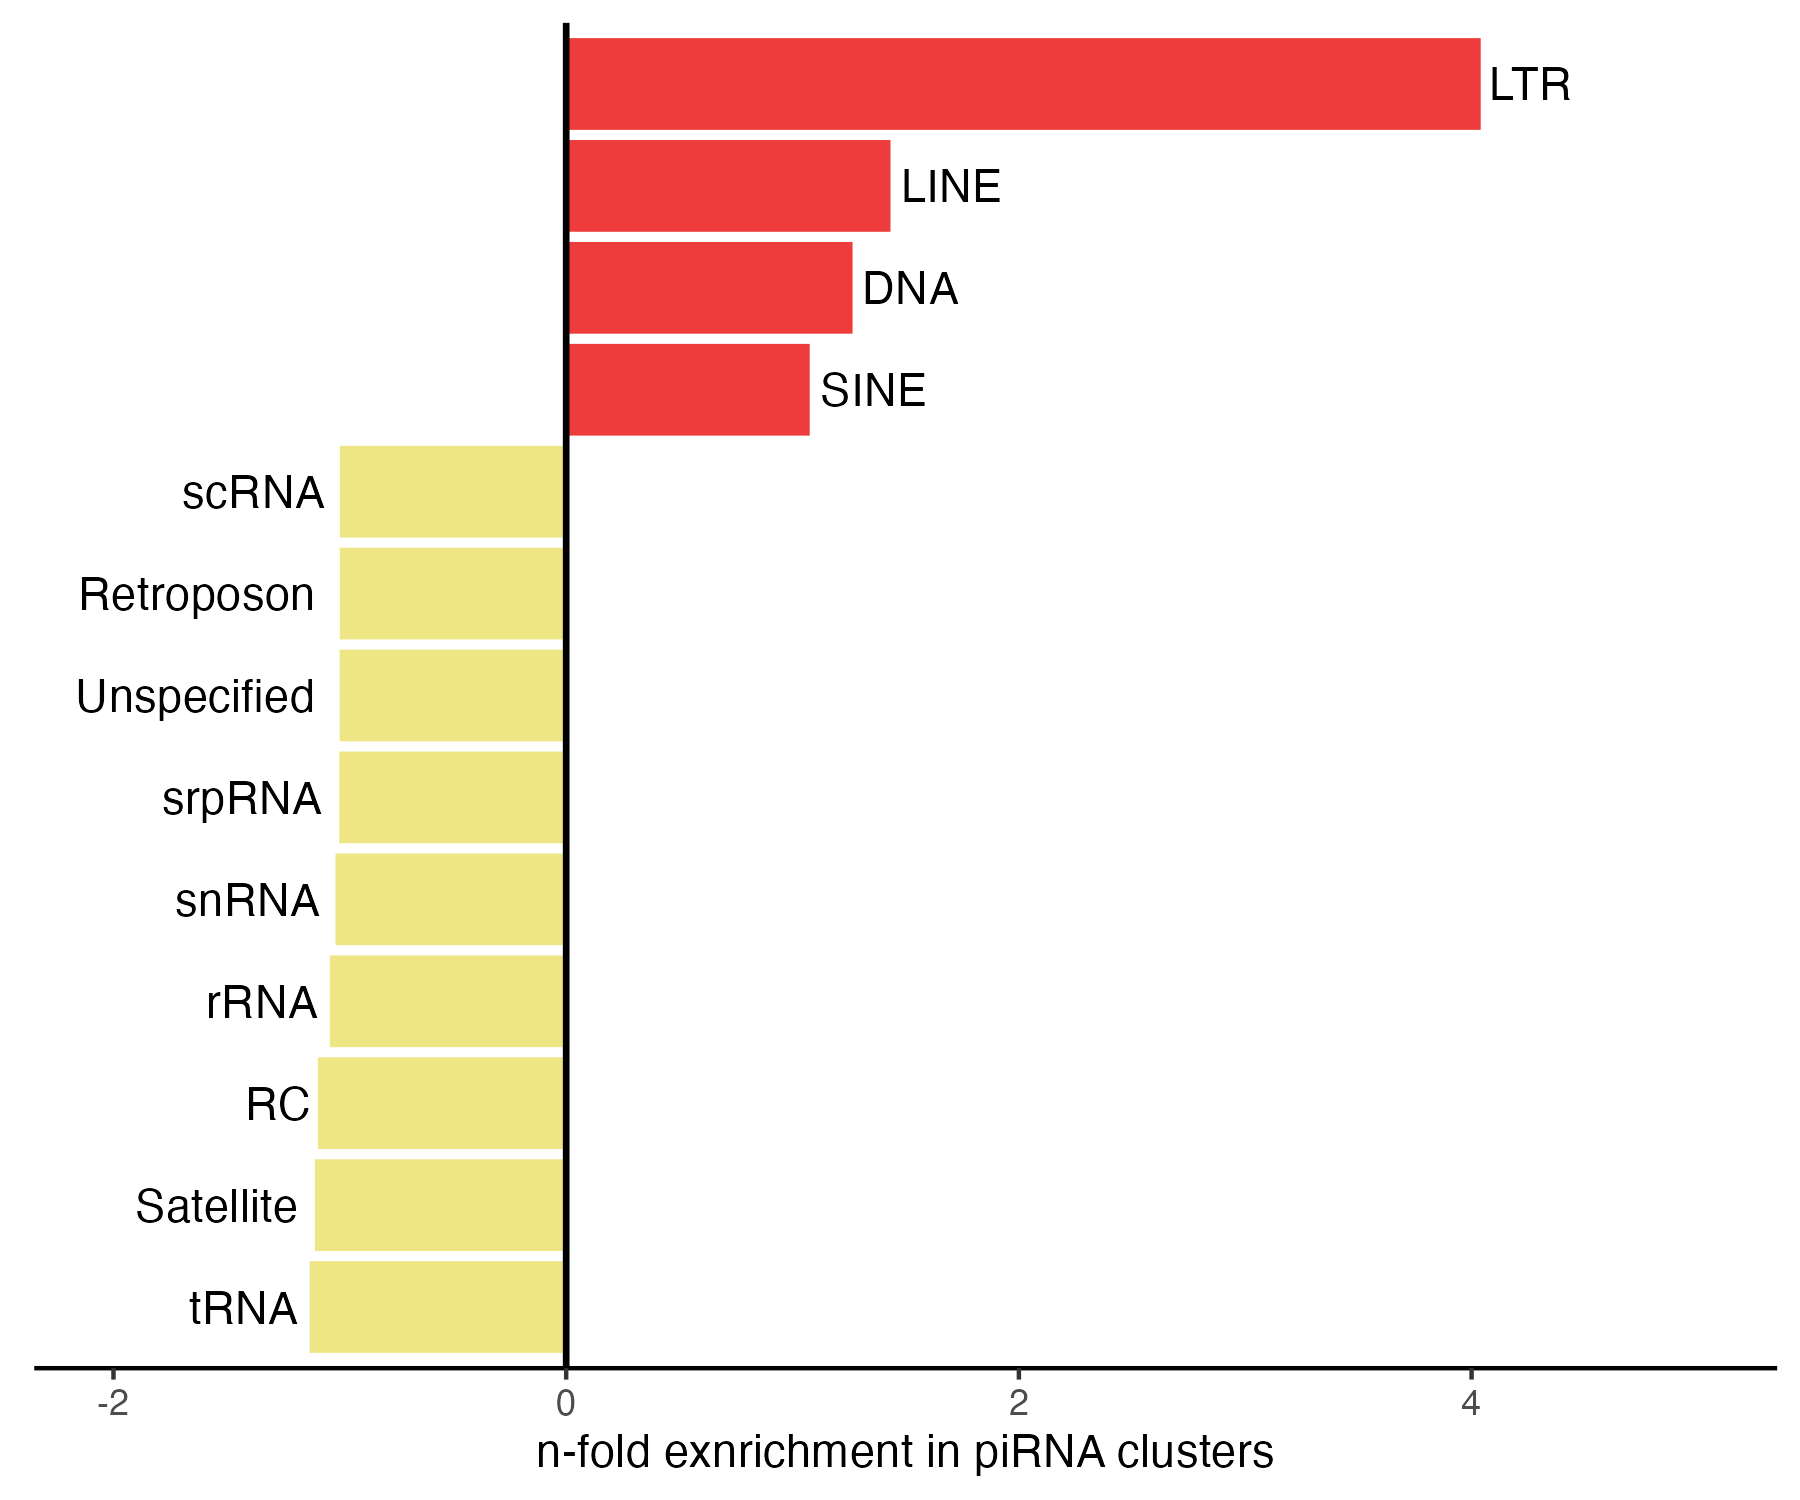 LTR
LINE
DNA
SINE
scRNA
Retroposon
Unspecified
srpRNA
snRNA
rRNA
RC
Satellite
tRNA
-2 0 2 4
n-fold exnrichment in piRNA clusters